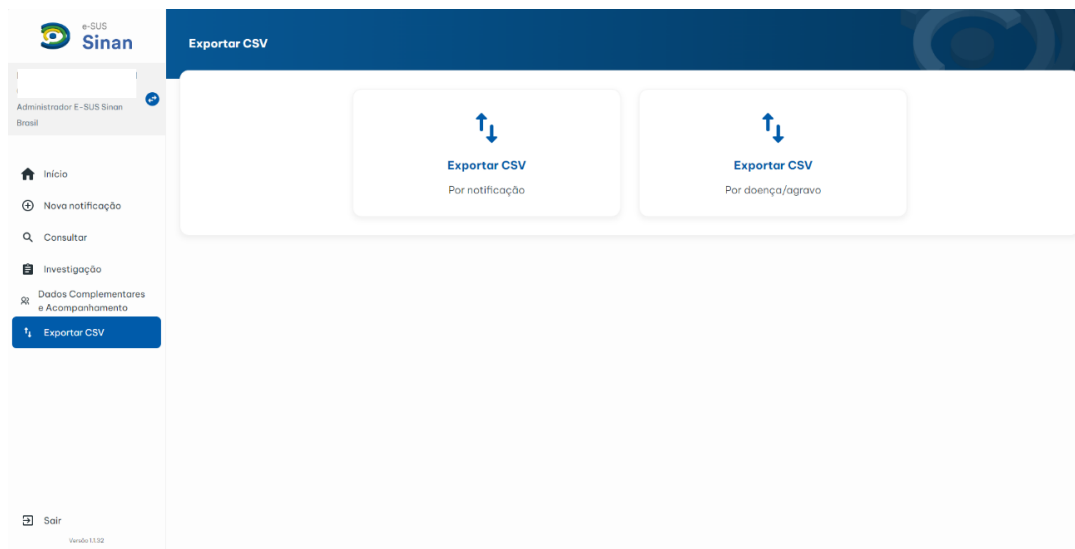 e-SUS
Sinan
Exportar CSV
Administrador E-SUS Sinan
Brasil
Início
Nova notificação
Consultar
Investigação
Dados Complementares
e Acompanhamento
Exportar CSV
Sair
Versão 1.1.32
Exportar CSV
Por notificação
Exportar CSV
Por doença/agravo